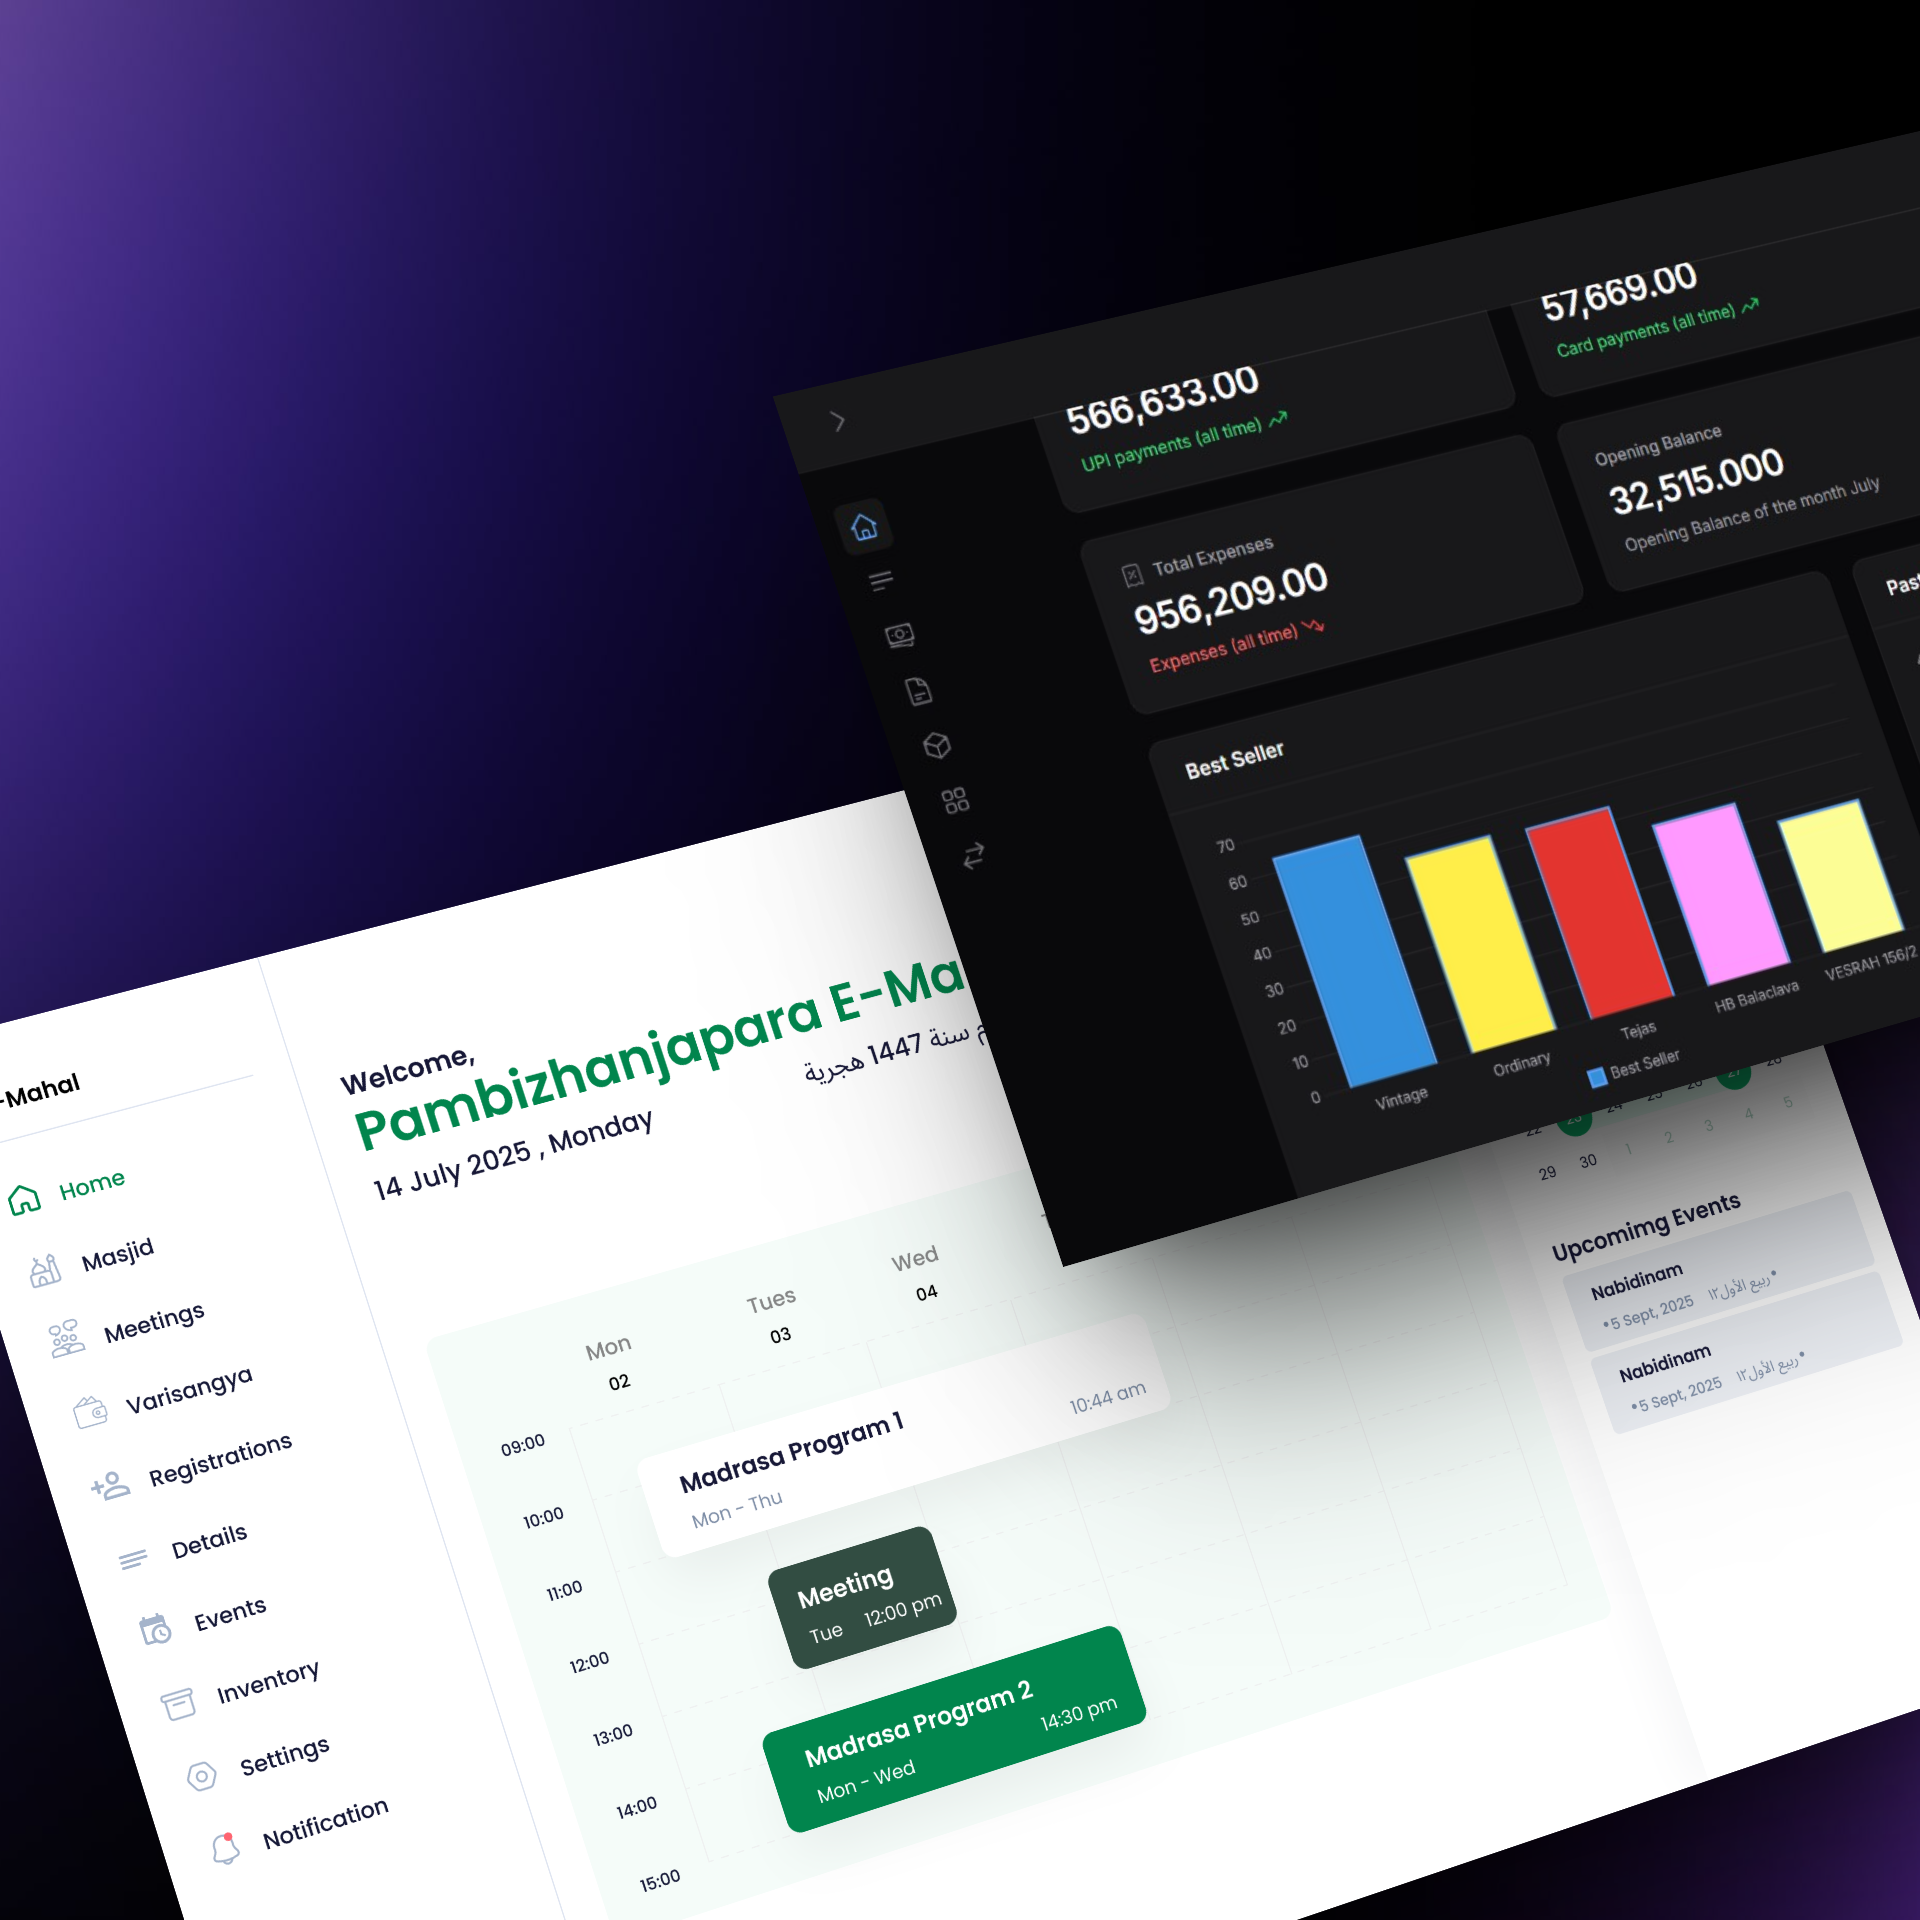 566,633.00
UPI payments (all time)
57,669.00
Card payments (all time)
Total Expenses
956,209.00
Expenses (all time)
Opening Balance
32,515.000
Opening Balance of the month July
Best Seller
70
60
50
40
30
20
10
0
Vintage
Ordinary
Tejas
HB Balaclava
VESRAH 156/2
Best Seller
-Mahal
Home
Masjid
Meetings
Varisangya
Registrations
Details
Events
Inventory
Settings
Notification
Welcome,
Pambizhanjapara E-Ma
14 July 2025 , Monday
سنة 1447 هجرية
Mon
02
Tues
03
Wed
04
09:00
10:00
11:00
12:00
13:00
14:00
15:00
Madrasa Program 1
Mon - Thu
10:44 am
Meeting
Tue 12:00 pm
Madrasa Program 2
Mon - Wed
14:30 pm
22 23 24 25 26 27 28
29 30 1 2 3 4 5
Upcomimg Events
Nabidinam
•5 Sept, 2025 ربيع الأول١٢•
Nabidinam
•5 Sept, 2025 ربيع الأول١٢•